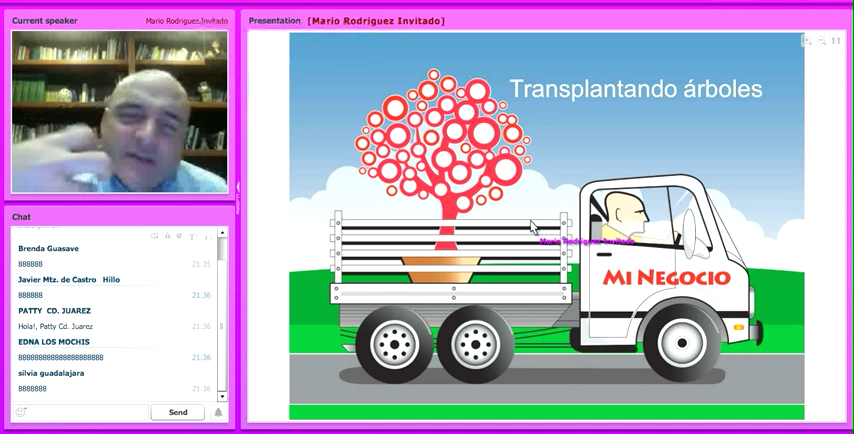 Current speaker
Mario Rodriguez Invitado
Presentation [Mario Rodriguez Invitado]
Transplantando árboles
Mario Rodriguez Invitado
MI NEGOCIO
Chat
Brenda Guasave
888888 21:35
Javier Mtz. de Castro Hillo
888888 21:36
PATTY CD. JUAREZ
Hola!, Patty Cd. Juarez 21:36
EDNA LOS MOCHIS
88888888888888888888 21:36
silvia guadalajara
8888888 21:36
Send